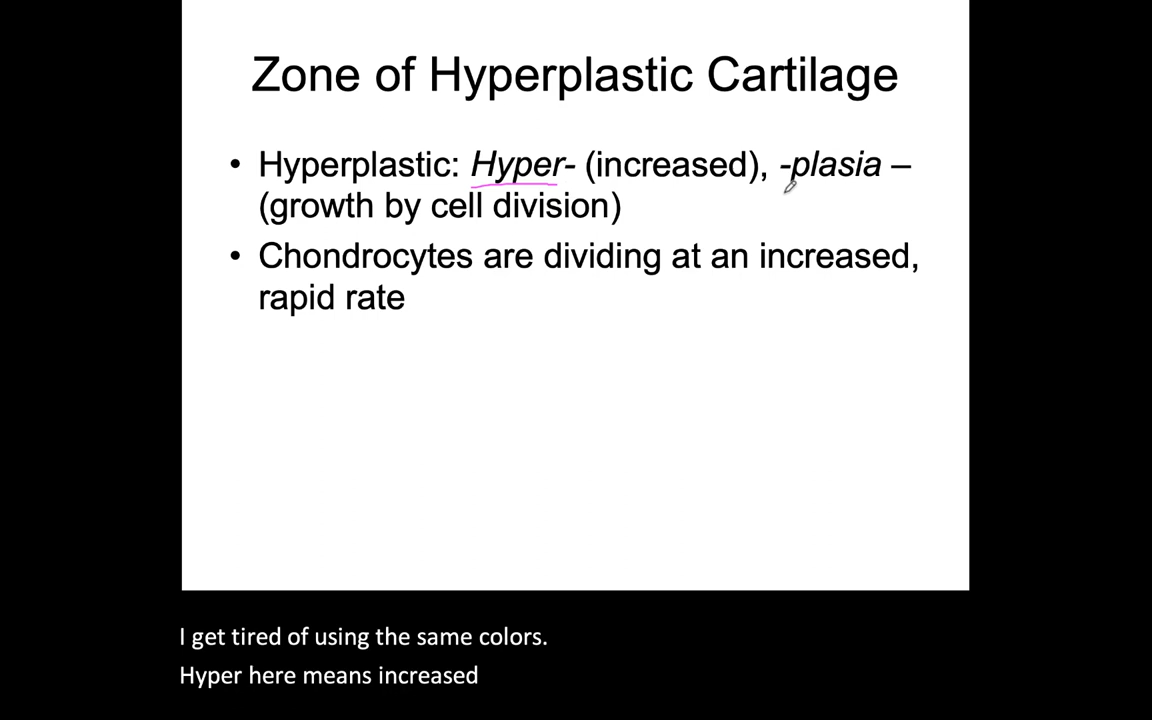 Zone of Hyperplastic Cartilage
• Hyperplastic: Hyper- (increased), -plasia –
(growth by cell division)
• Chondrocytes are dividing at an increased,
rapid rate
I get tired of using the same colors.
Hyper here means increased